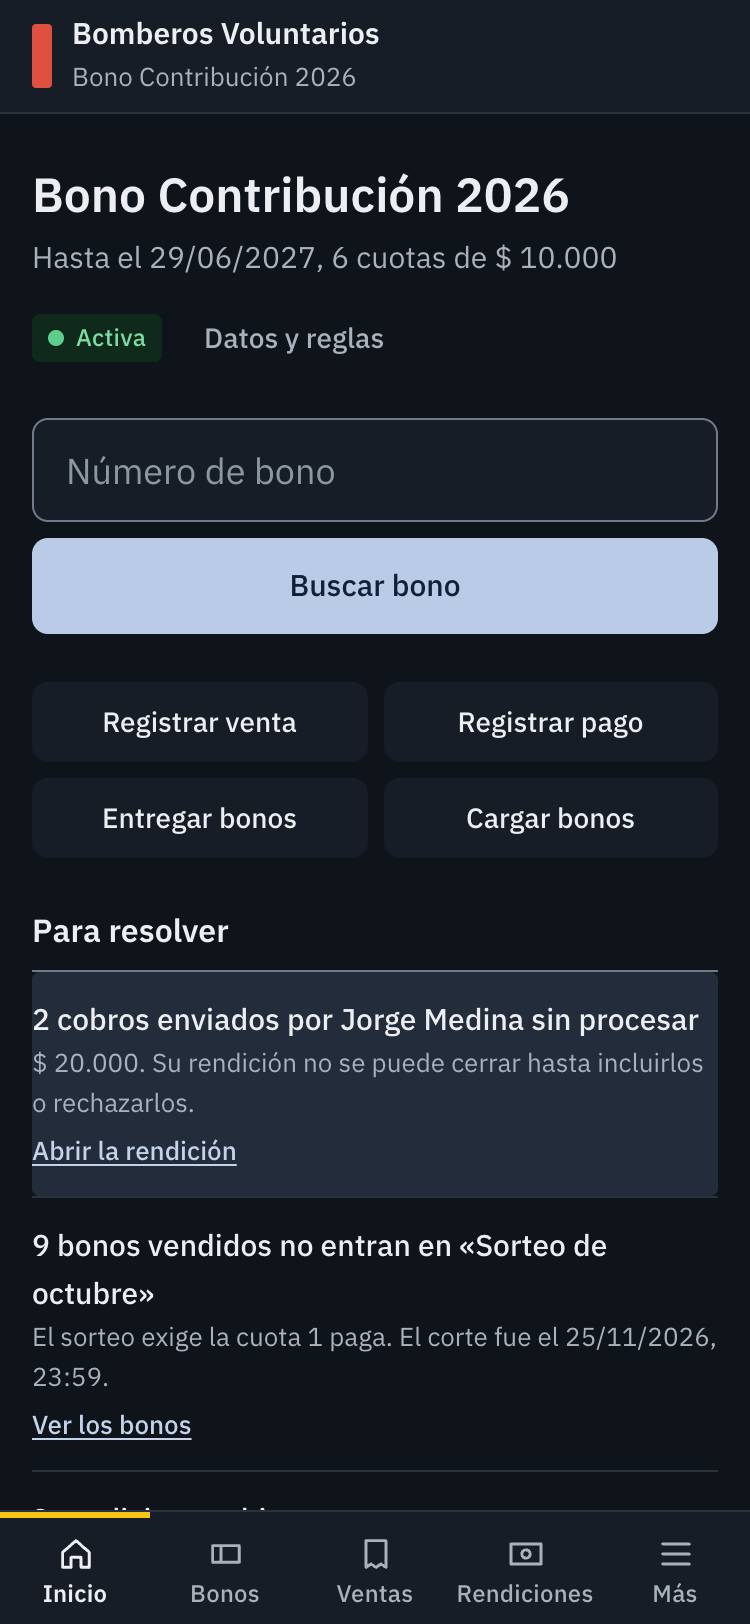 Bomberos Voluntarios
Bono Contribución 2026
Bono Contribución 2026
Hasta el 29/06/2027, 6 cuotas de $ 10.000
Activa
Datos y reglas
Número de bono
Buscar bono
Registrar venta
Registrar pago
Entregar bonos
Cargar bonos
Para resolver
2 cobros enviados por Jorge Medina sin procesar
$ 20.000. Su rendición no se puede cerrar hasta incluirlos
o rechazarlos.
Abrir la rendición
9 bonos vendidos no entran en «Sorteo de
octubre»
El sorteo exige la cuota 1 paga. El corte fue el 25/11/2026,
23:59.
Ver los bonos
Inicio
Bonos
Ventas
Rendiciones
Más